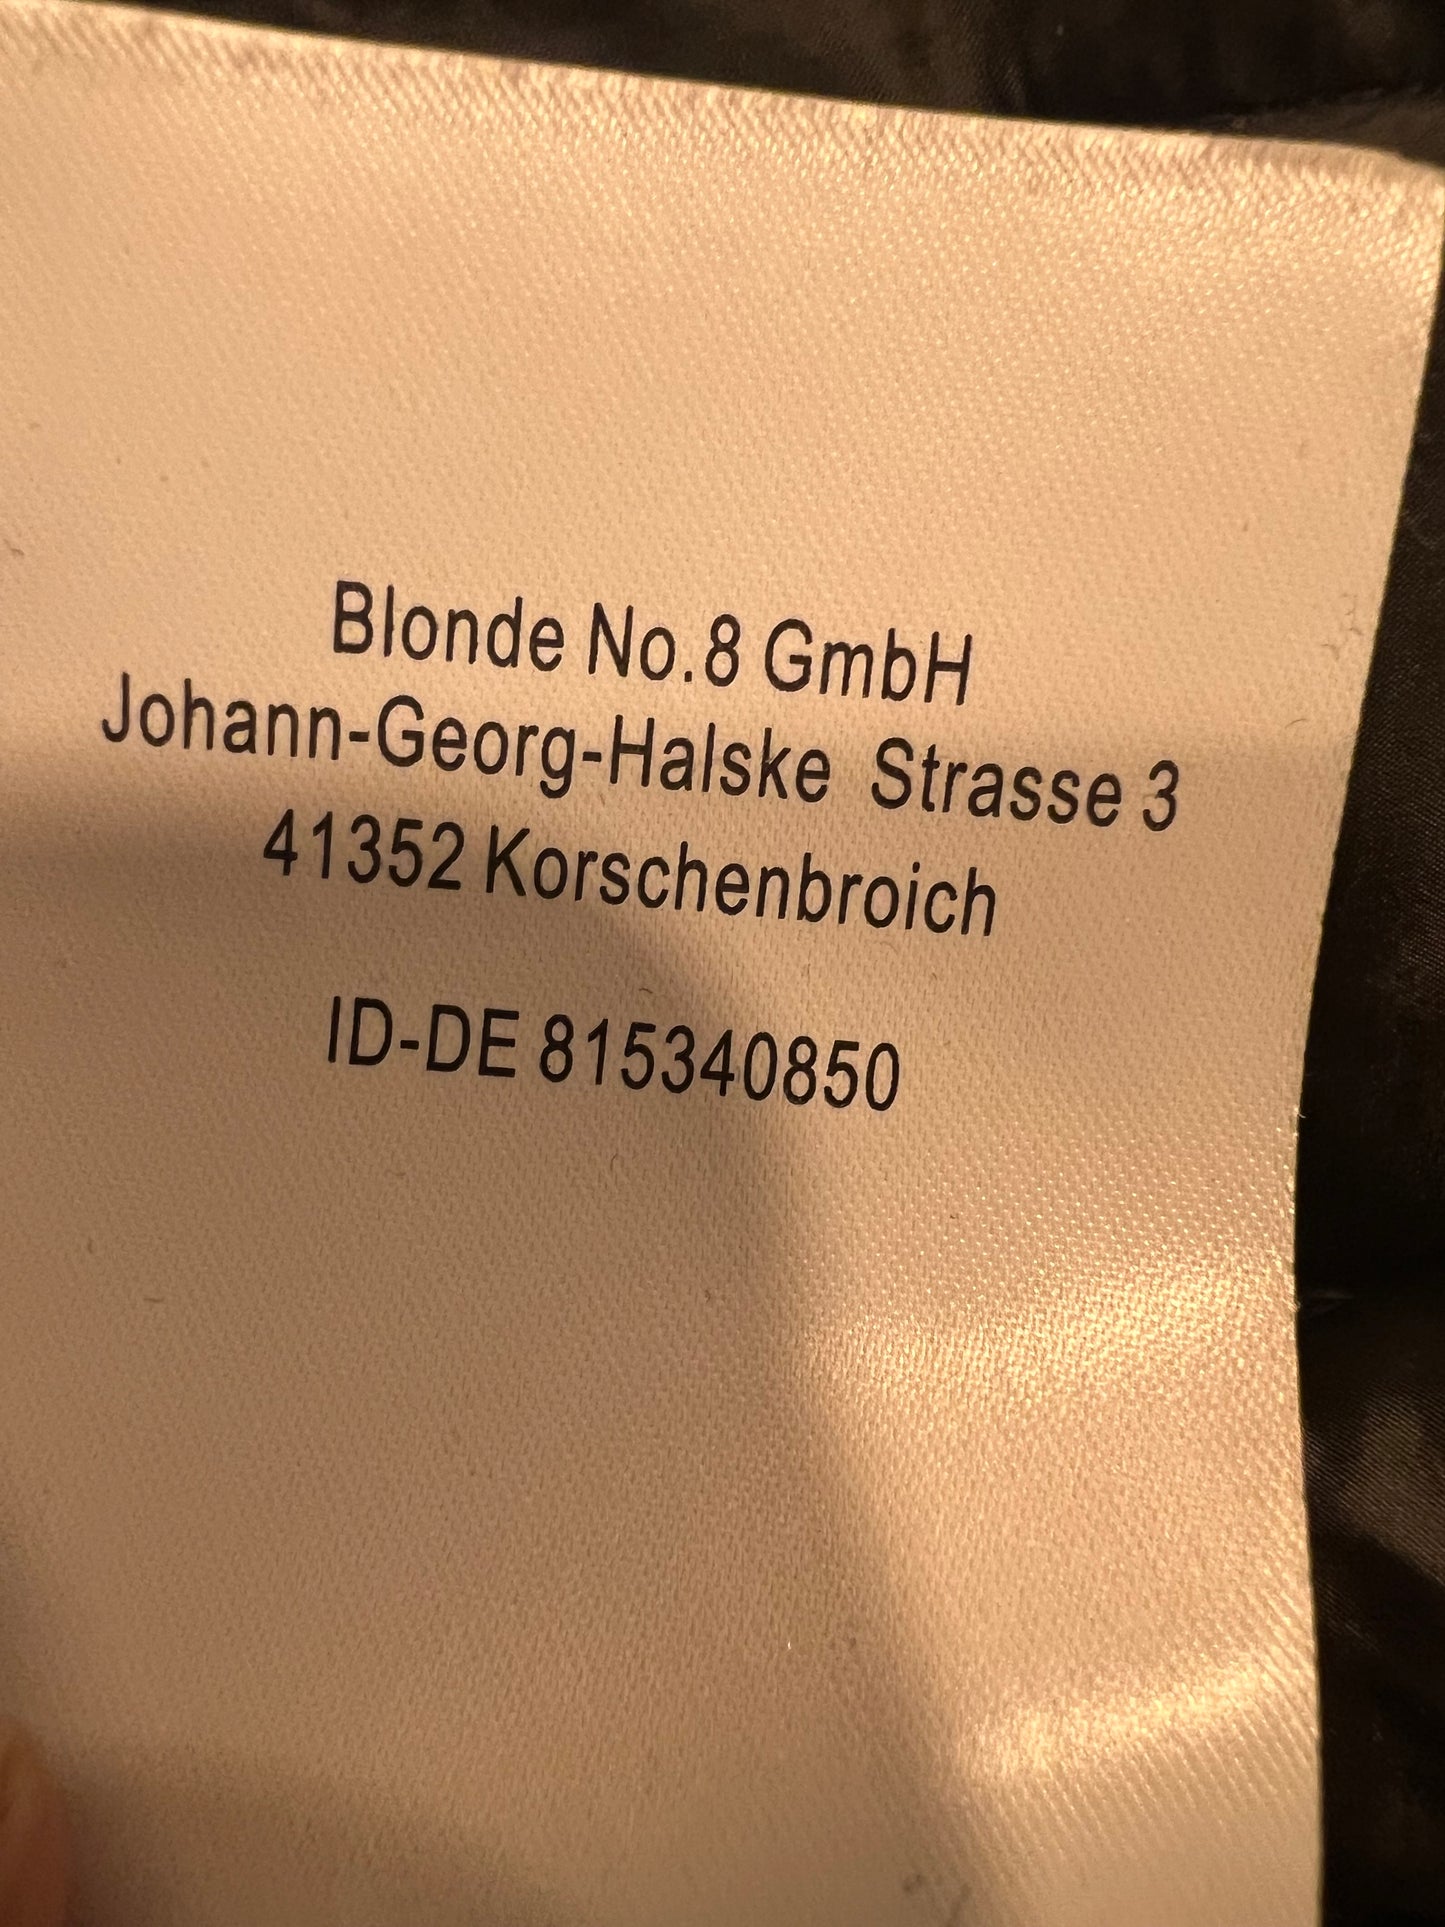 Blonde No.8 GmbH
Johann-Georg-Halske Strasse 3
41352 Korschenbroich
ID-DE 815340850